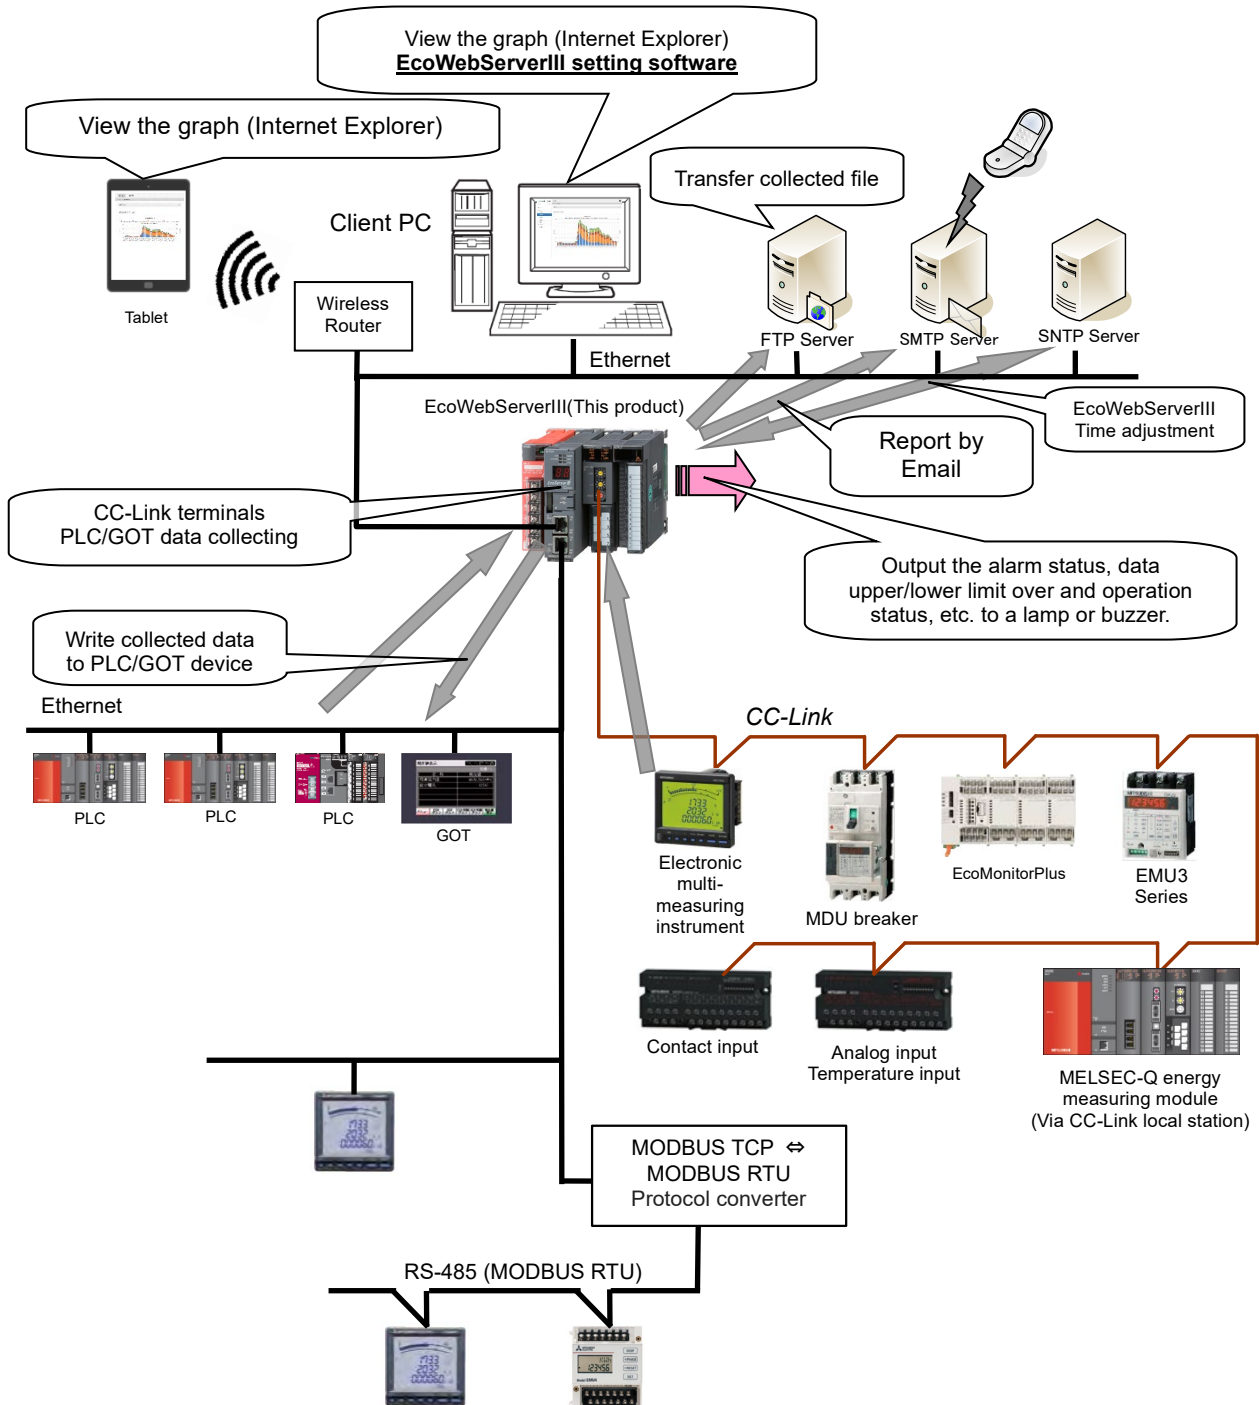 View the graph (Internet Explorer)
EcoWebServerIII setting software
View the graph (Internet Explorer)
Transfer collected file
Client PC
Tablet
Wireless
Router
FTP Server
SMTP Server
SNTP Server
Ethernet
EcoWebServerIII(This product)
EcoWebServerIII
Time adjustment
Report by
Email
CC-Link terminals
PLC/GOT data collecting
Output the alarm status, data
upper/lower limit over and operation
status, etc. to a lamp or buzzer.
Write collected data
to PLC/GOT device
Ethernet
CC-Link
PLC
PLC
PLC
GOT
Electronic
multi-
measuring
instrument
MDU breaker
EcoMonitorPlus
EMU3
Series
Contact input
Analog input
Temperature input
MELSEC-Q energy
measuring module
(Via CC-Link local station)
MODBUS TCP ⇔
MODBUS RTU
Protocol converter
RS-485 (MODBUS RTU)
123456